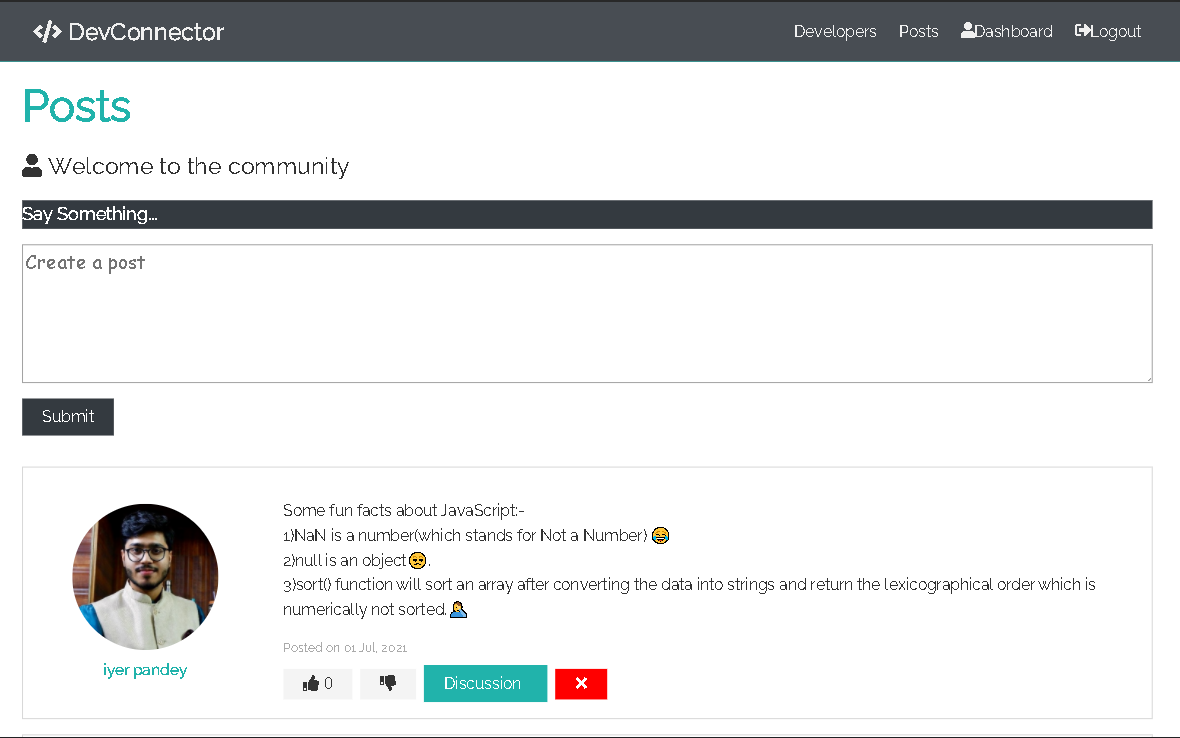 </> DevConnector
Developers Posts Dashboard Logout
Posts
Welcome to the community
Say Something...
Create a post
Submit
Some fun facts about JavaScript:-
1)NaN is a number(which stands for Not a Number) 😂
2)null is an object😒.
3)sort() function will sort an array after converting the data into strings and return the lexicographical order which is
numerically not sorted.🤦‍♂️
Posted on 01 Jul, 2021
iyer pandey
0
Discussion